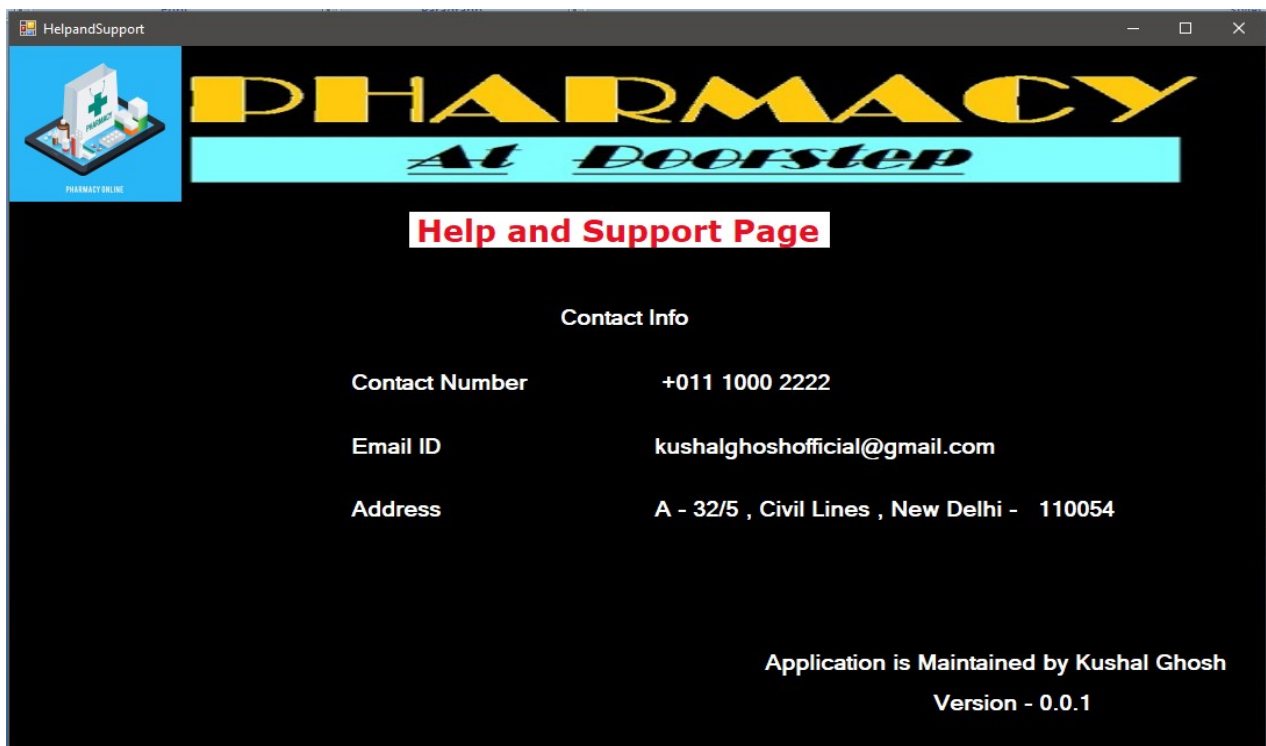 HelpandSupport
PHARMACY
At Doorstep
PHARMACY
PHARMACY ONLINE
Help and Support Page
Contact Info
Contact Number +011 1000 2222
Email ID kushalghoshofficial@gmail.com
Address A - 32/5 , Civil Lines , New Delhi - 110054
Application is Maintained by Kushal Ghosh
Version - 0.0.1